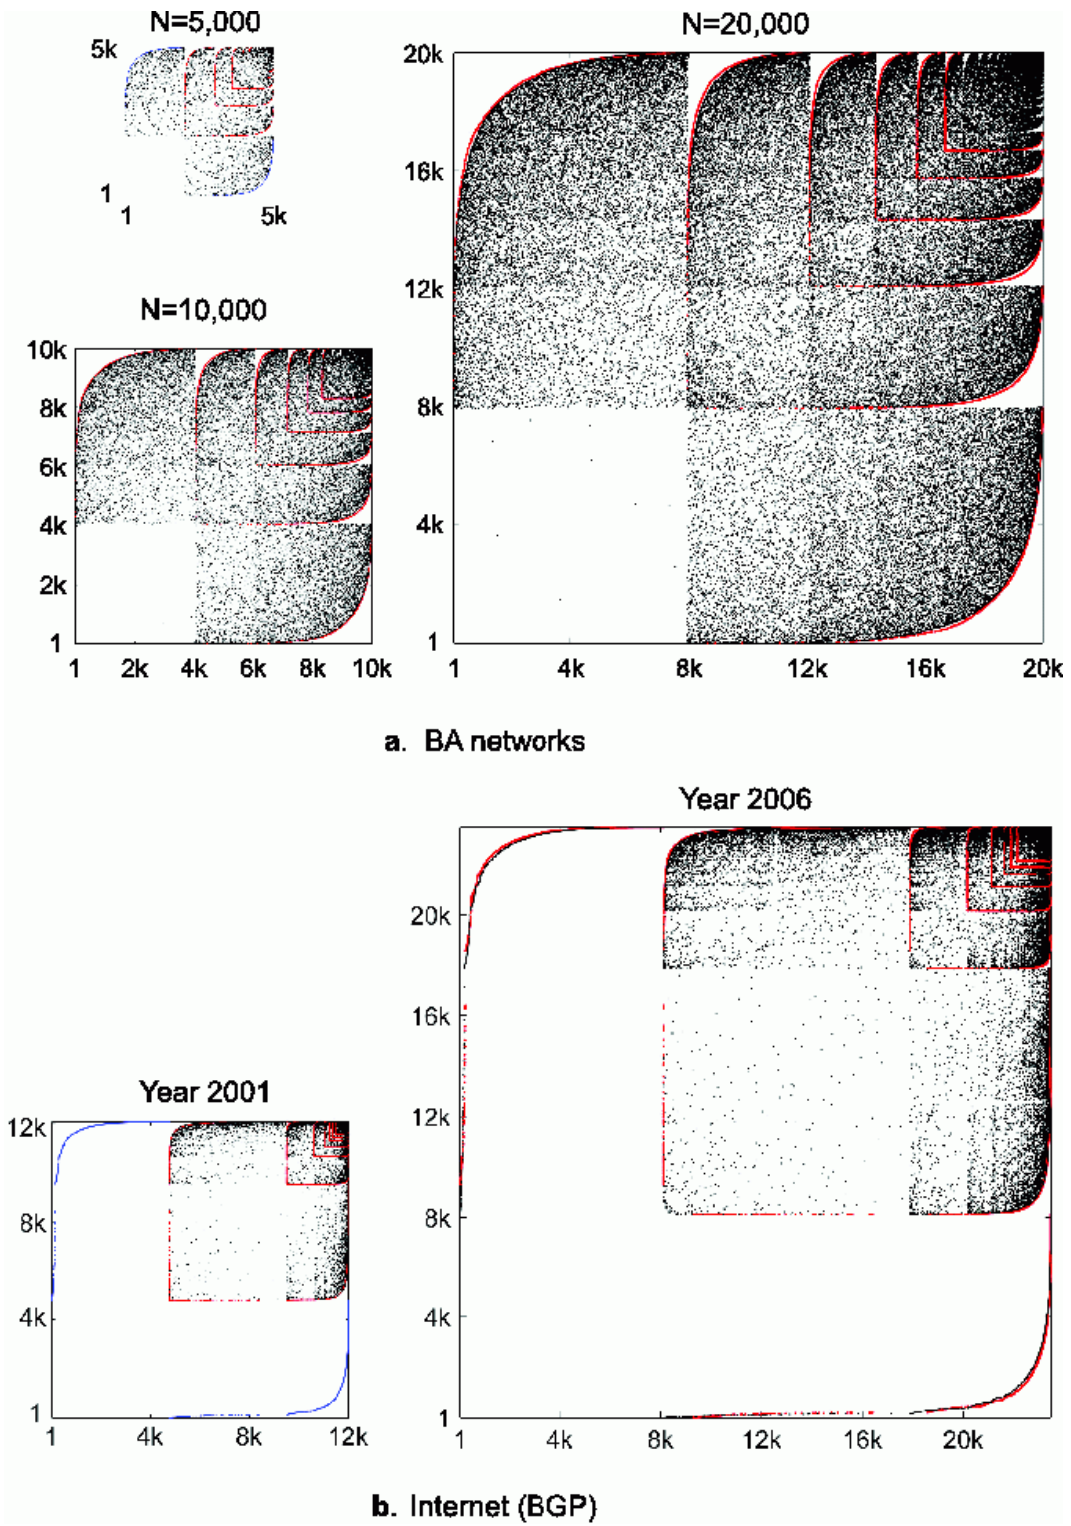 N=5,000
N=20,000
5k
1
1
5k
20k
16k
12k
8k
4k
1
1
4k
8k
12k
16k
20k
N=10,000
10k
8k
6k
4k
2k
1
1
2k
4k
6k
8k
10k
a. BA networks
Year 2006
20k
16k
12k
8k
4k
1
1
4k
8k
12k
16k
20k
Year 2001
12k
8k
4k
1
1
4k
8k
12k
b. Internet (BGP)